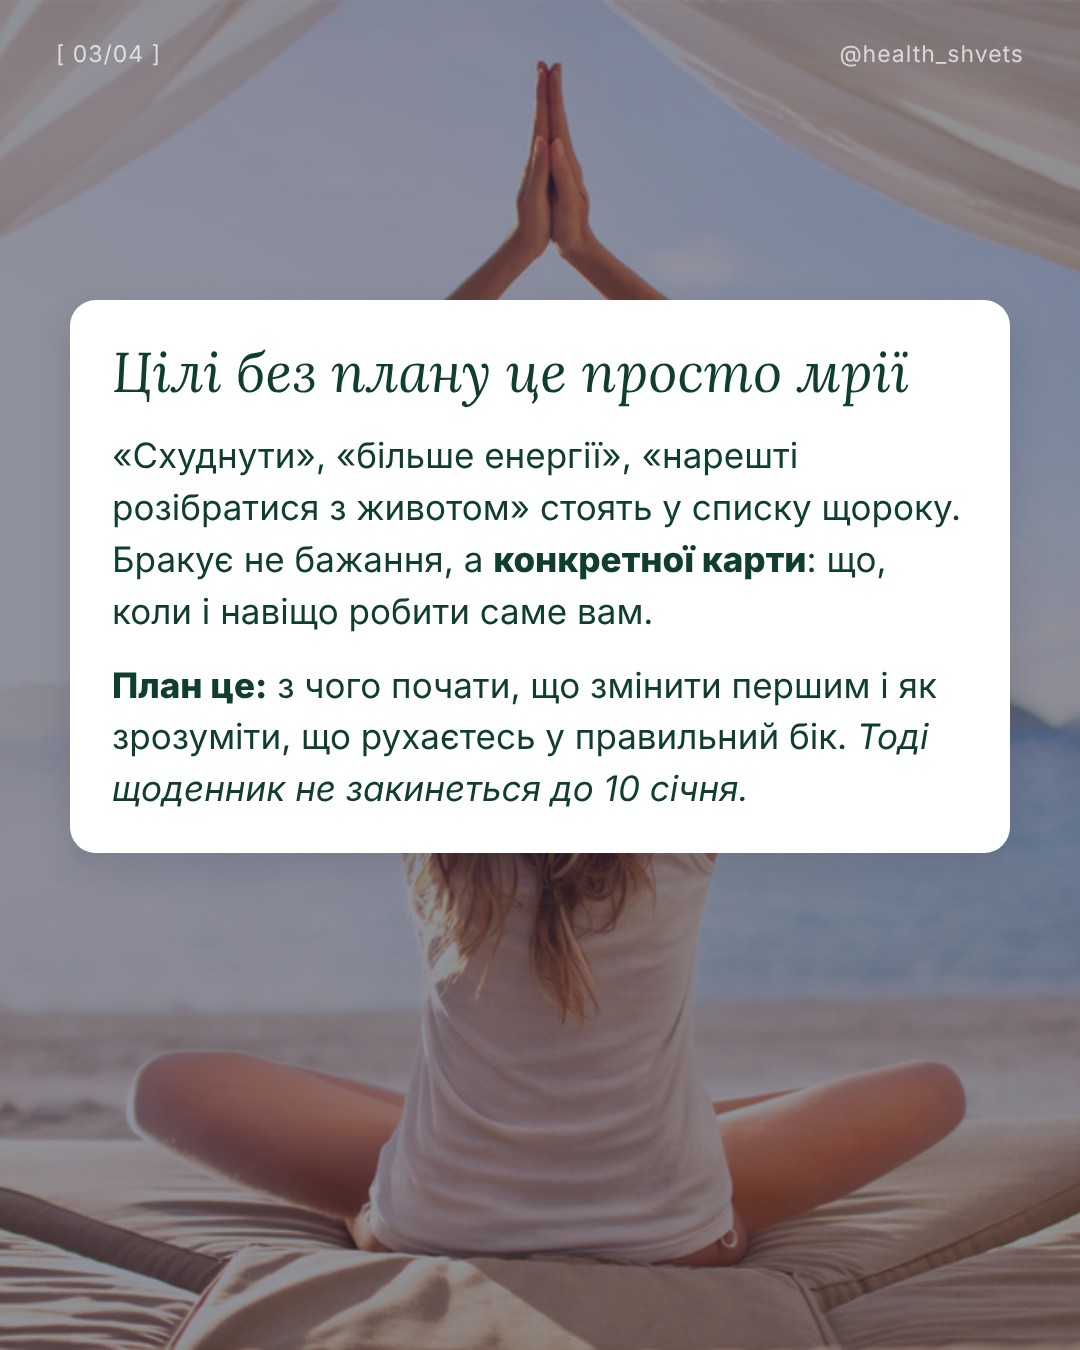 [ 03/04 ]
@health_shvets
Цілі без плану це просто мрії
«Схуднути», «більше енергії», «нарешті
розібратися з животом» стоять у списку щороку.
Бракує не бажання, а конкретної карти: що,
коли і навіщо робити саме вам.
План це: з чого почати, що змінити першим і як
зрозуміти, що рухаєтесь у правильний бік. Тоді
щоденник не закинеться до 10 січня.